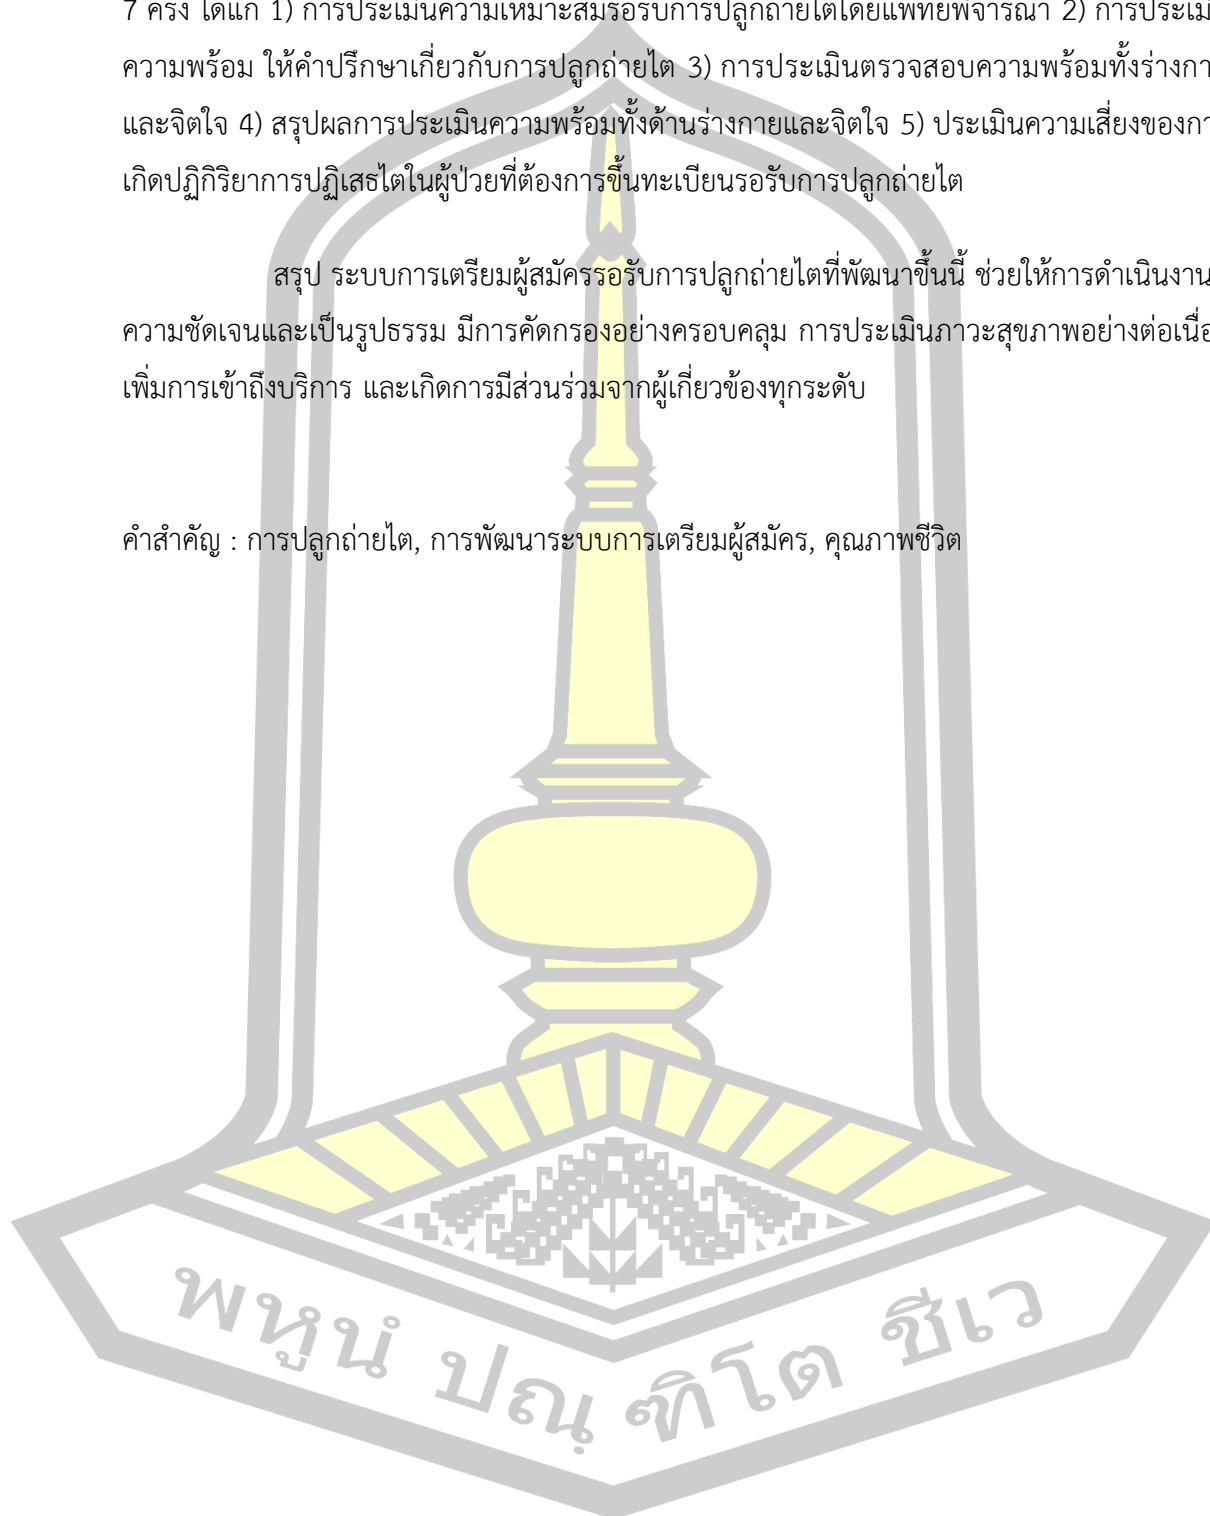 7 ครั้ง ได้แก่ 1) การประเมินความเหมาะสมรอรับการปลูกถ่ายไตโดยแพทย์พิจารณา 2) การประเมิ
ความพร้อม ให้คำปรึกษาเกี่ยวกับการปลูกถ่ายไต 3) การประเมินตรวจสอบความพร้อมทั้งร่างกา
และจิตใจ 4) สรุปผลการประเมินความพร้อมทั้งด้านร่างกายและจิตใจ 5) ประเมินความเสี่ยงของกา
เกิดปฏิกิริยาการปฏิเสธไตในผู้ป่วยที่ต้องการขึ้นทะเบียนรอรับการปลูกถ่ายไต
สรุป ระบบการเตรียมผู้สมัครรอรับการปลูกถ่ายไตที่พัฒนาขึ้นนี้ ช่วยให้การดำเนินงาน
ความชัดเจนและเป็นรูปธรรม มีการคัดกรองอย่างครอบคลุม การประเมินภาวะสุขภาพอย่างต่อเนื่อ
เพิ่มการเข้าถึงบริการ และเกิดการมีส่วนร่วมจากผู้เกี่ยวข้องทุกระดับ
คำสำคัญ : การปลูกถ่ายไต, การพัฒนาระบบการเตรียมผู้สมัคร, คุณภาพชีวิต
พหูนํ ปณฺฑิโต ชีเว